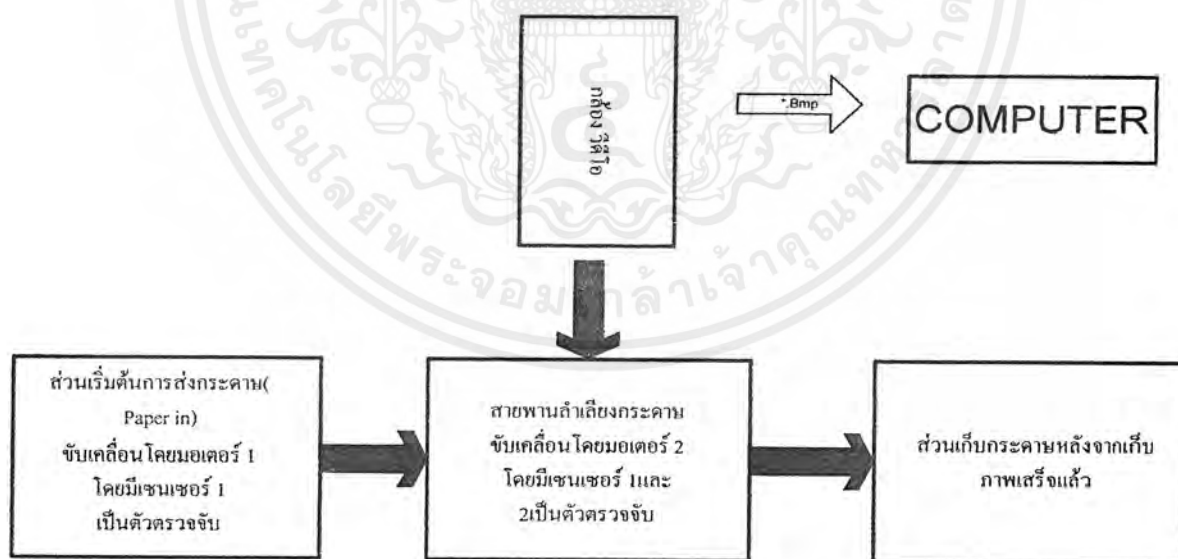 กล้อง วีดีโอ
*.Bmp
COMPUTER
ส่วนเริ่มต้นการส่งกระดาษ(
Paper in)
ขับเคลื่อนโดยมอเตอร์ 1
โดยมีเซนเซอร์ 1
เป็นตัวตรวจจับ
สายพานลำเลียงกระดาษ
ขับเคลื่อนโดยมอเตอร์ 2
โดยมีเซนเซอร์ 1และ
2เป็นตัวตรวจจับ
ส่วนเก็บกระดาษหลังจากเก็บ
ภาพเสร็จแล้ว